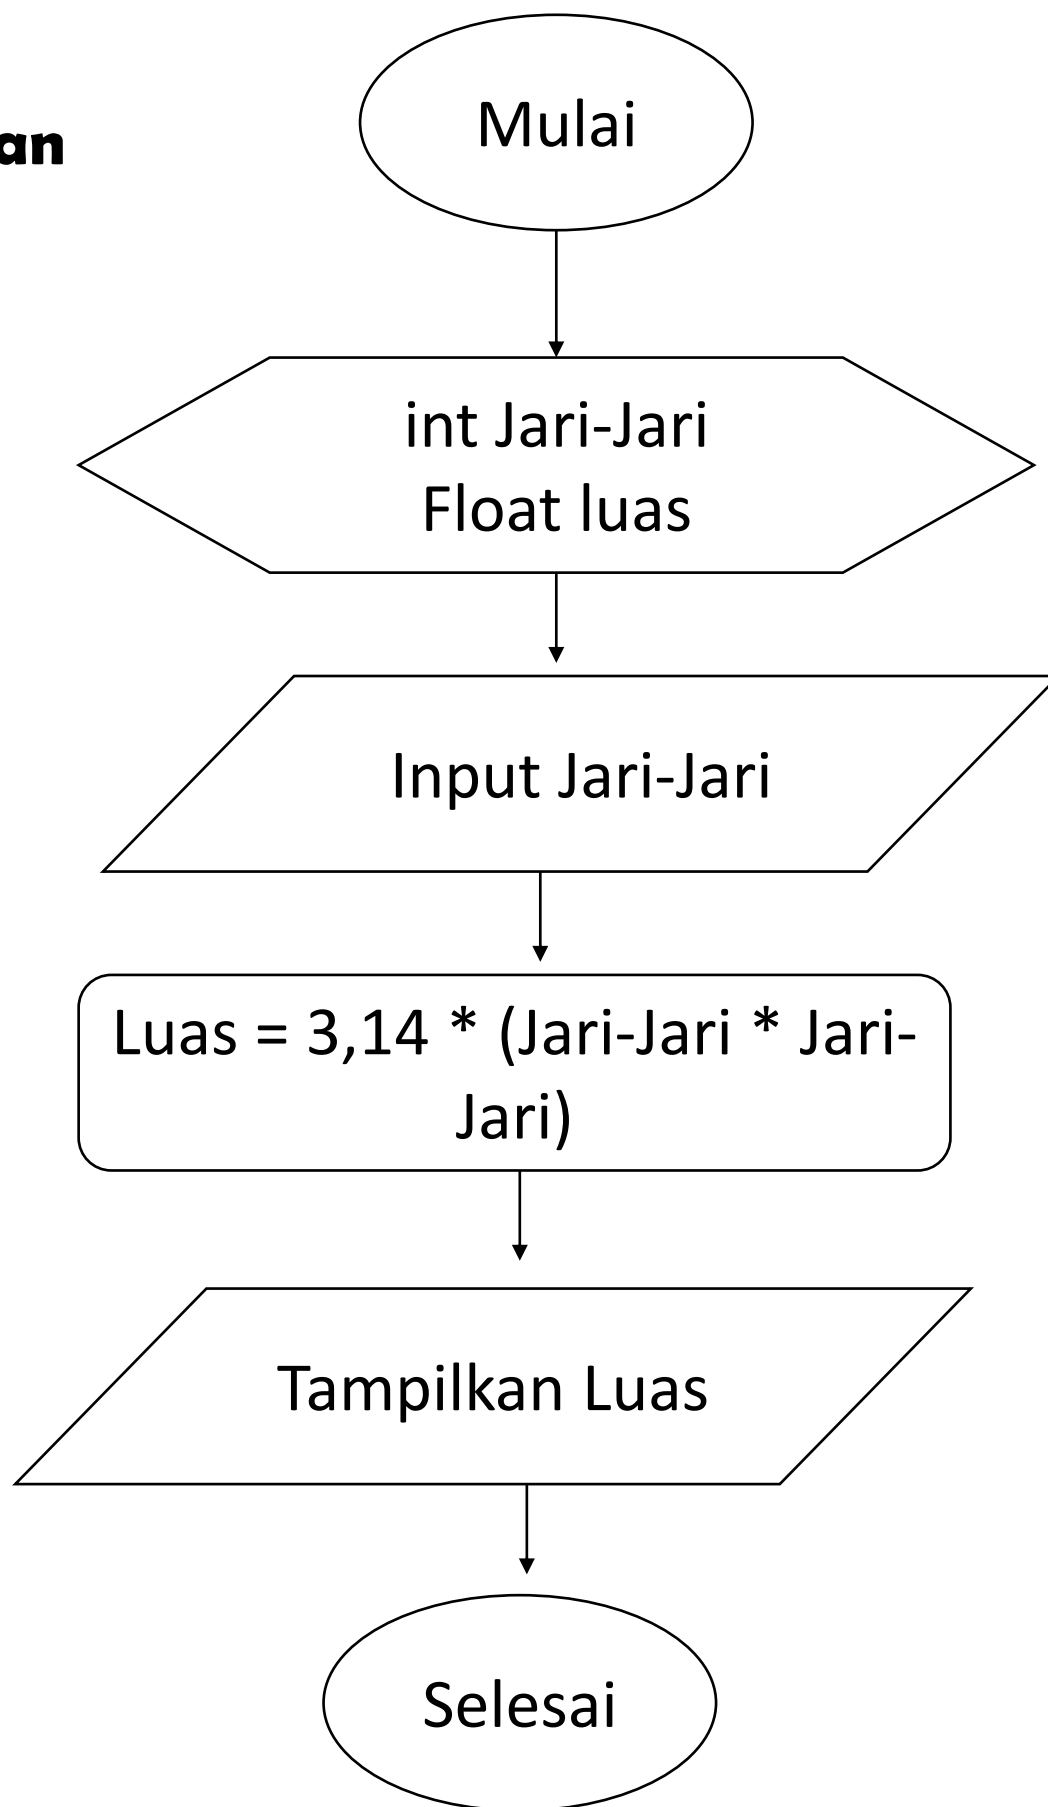 Mulai
an
int Jari-Jari
Float luas
Input Jari-Jari
Luas = 3,14 * (Jari-Jari * Jari-
Jari)
Tampilkan Luas
Selesai